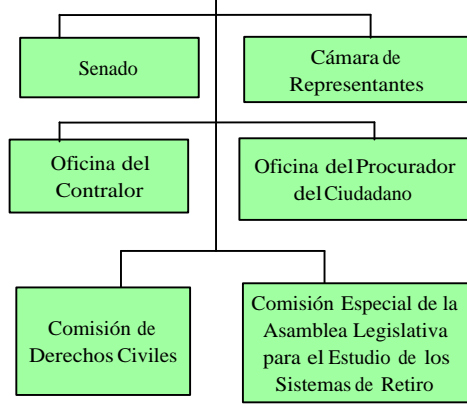 Senado
Cámara de
Representantes
Oficina del
Contralor
Oficina del Procurador
del Ciudadano
Comisión de
Derechos Civiles
Comisión Especial de la
Asamblea Legislativa
para el Estudio de los
Sistemas de Retiro